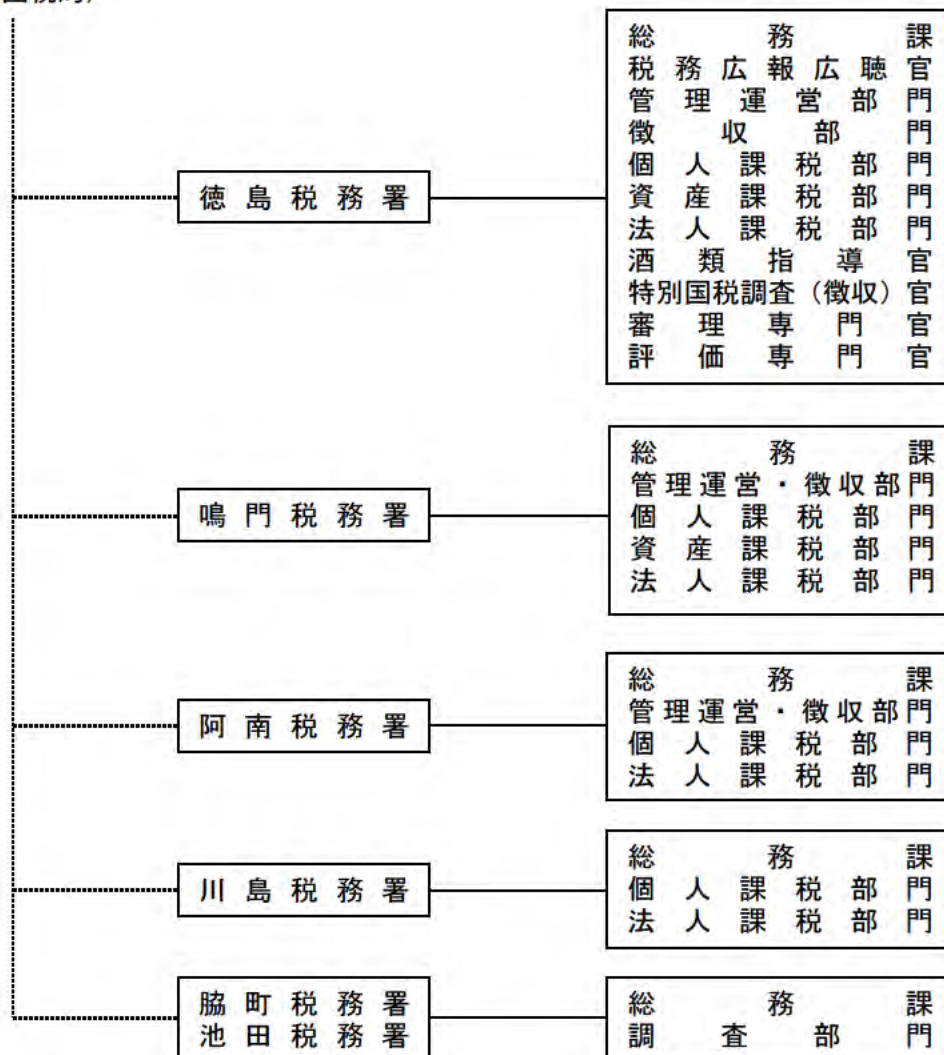 徳島税務署
総務課
税務広報広聴官
管理運営部門
徴収部門
個人課税部門
資産課税部門
法人課税部門
酒類指導官
特別国税調査（徴収）官
審理専門官
評価専門官
鳴門税務署
総務課
管理運営・徴収部門
個人課税部門
資産課税部門
法人課税部門
阿南税務署
総務課
管理運営・徴収部門
個人課税部門
法人課税部門
川島税務署
総務課
個人課税部門
法人課税部門
脇町税務署
池田税務署
総務課
調査部門